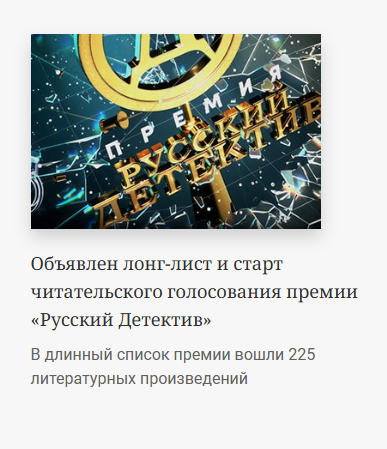 ПРЕМИЯ
РУССКИЙ
ДЕТЕКТИВ
Объявлен лонг-лист и старт
читательского голосования премии
«Русский Детектив»
В длинный список премии вошли 225
литературных произведений